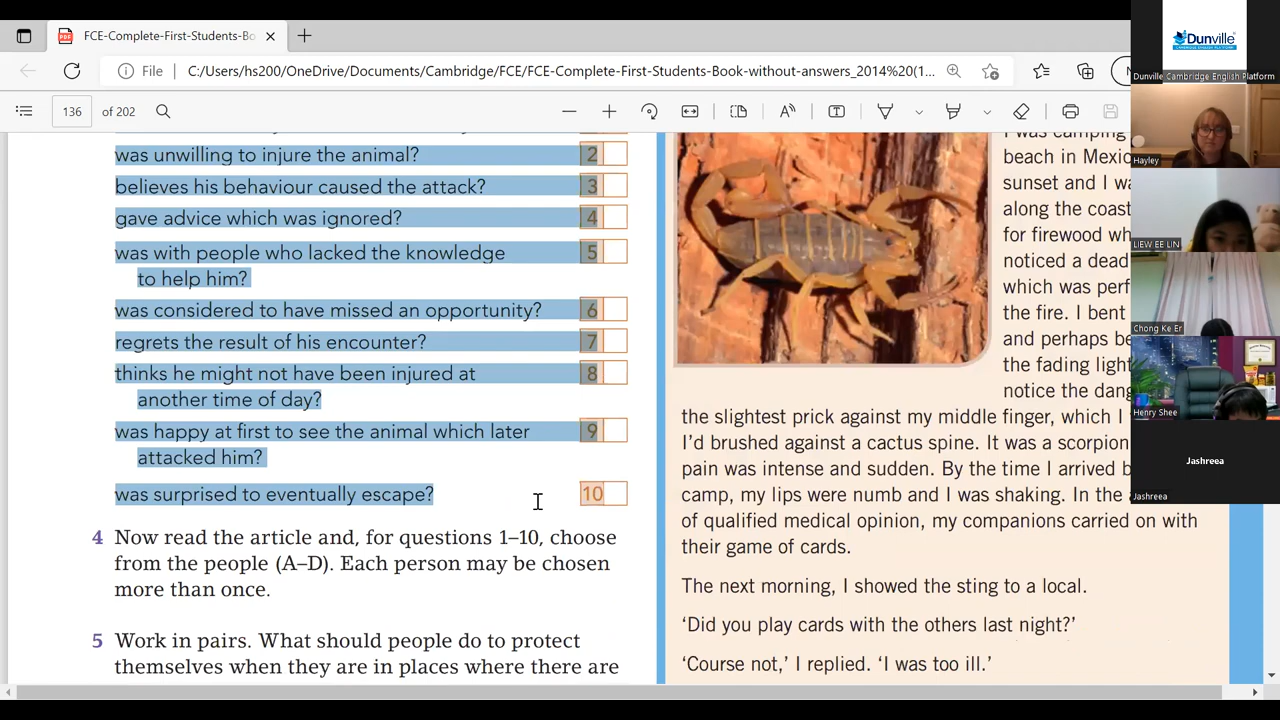 FCE-Complete-First-Students-Bo
File
C:/Users/hs200/OneDrive/Documents/Cambridge/FCE/FCE-Complete-First-Students-Book-without-answers_2014%20(1...
136
of 202
was unwilling to injure the animal? 2
believes his behaviour caused the attack? 3
gave advice which was ignored? 4
was with people who lacked the knowledge 5
to help him?
was considered to have missed an opportunity? 6
regrets the result of his encounter? 7
thinks he might not have been injured at 8
another time of day?
was happy at first to see the animal which later 9
attacked him?
was surprised to eventually escape? 10
4 Now read the article and, for questions 1–10, choose
from the people (A–D). Each person may be chosen
more than once.
5 Work in pairs. What should people do to protect
themselves when they are in places where there are
I was camping
beach in Mexic
sunset and I wa
along the coast
for firewood wh
noticed a dead
which was perf
the fire. I bent
and perhaps be
the fading light
notice the dang
the slightest prick against my middle finger, which I
I'd brushed against a cactus spine. It was a scorpion
pain was intense and sudden. By the time I arrived b
camp, my lips were numb and I was shaking. In the a
of qualified medical opinion, my companions carried on with
their game of cards.
The next morning, I showed the sting to a local.
'Did you play cards with the others last night?'
'Course not,' I replied. 'I was too ill.'
Dunville
CAMBRIDGE ENGLISH PLATFORM
Dunville Cambridge English Platform
Hayley
LIEW EE LIN
Chong Ke Er
Henry Shee
Jashreea
Jashreea